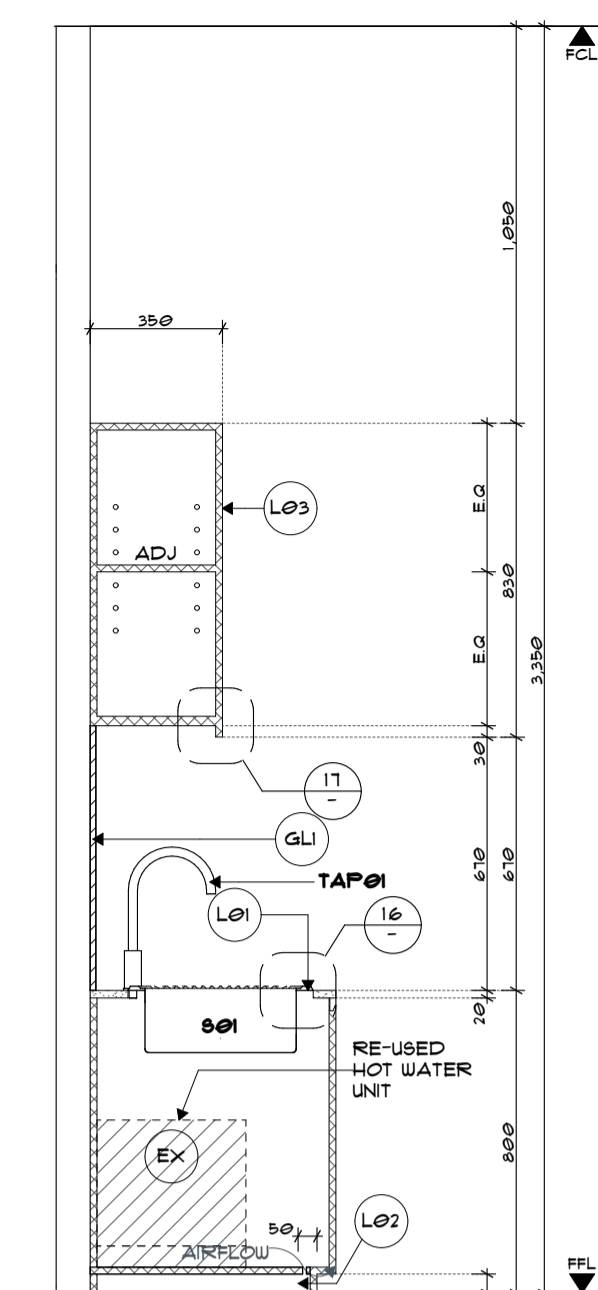 FCL
1,050
350
L03
E.Q
ADJ
830
E.Q
3,350
30
17
-
GL1
670
670
TAP01
L01
16
-
S01
20
RE-USED
HOT WATER
UNIT
EX
800
L02
50
AIRFLOW
FFL